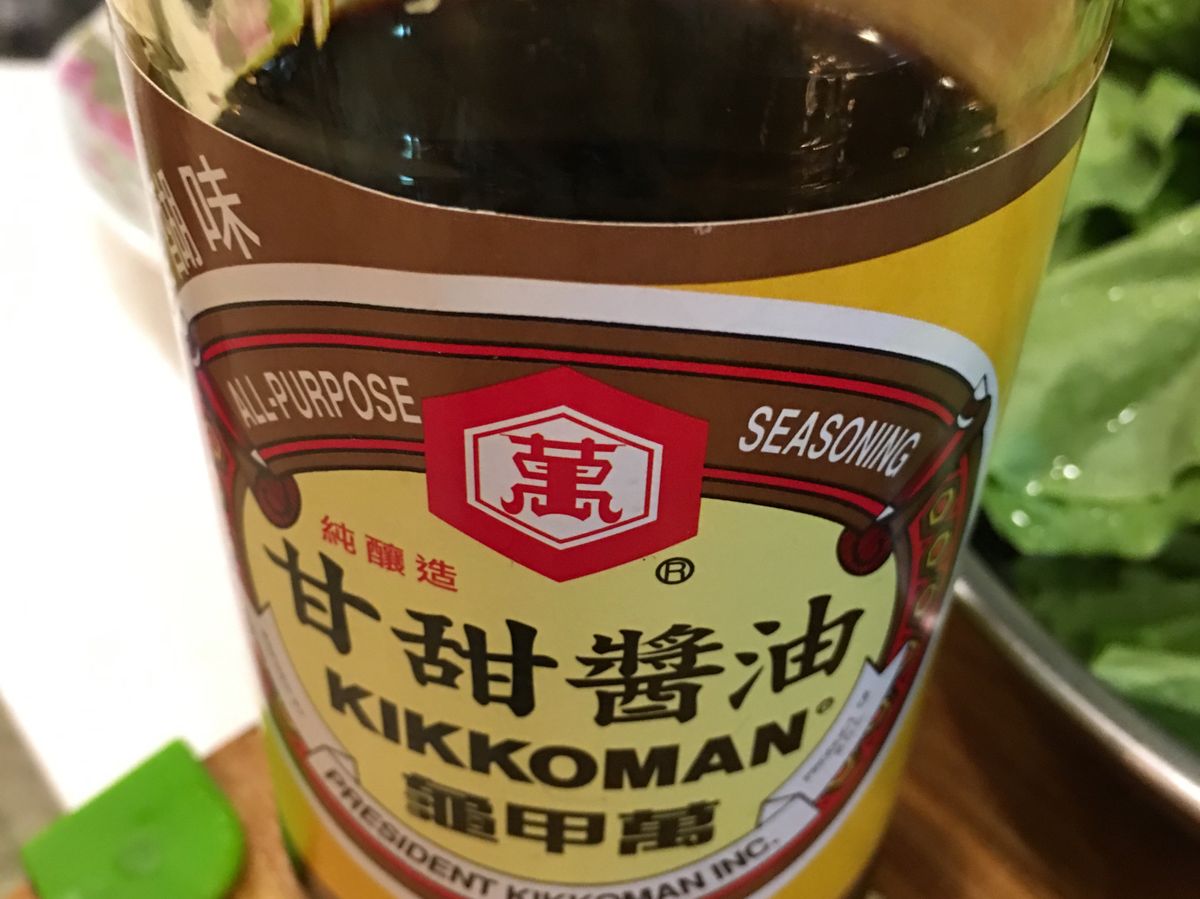 調味
ALL-PURPOSE
SEASONING
萬
®
純釀造
甘甜醬油
KIKKOMAN®
龜甲萬
PRESIDENT KIKKOMAN INC.